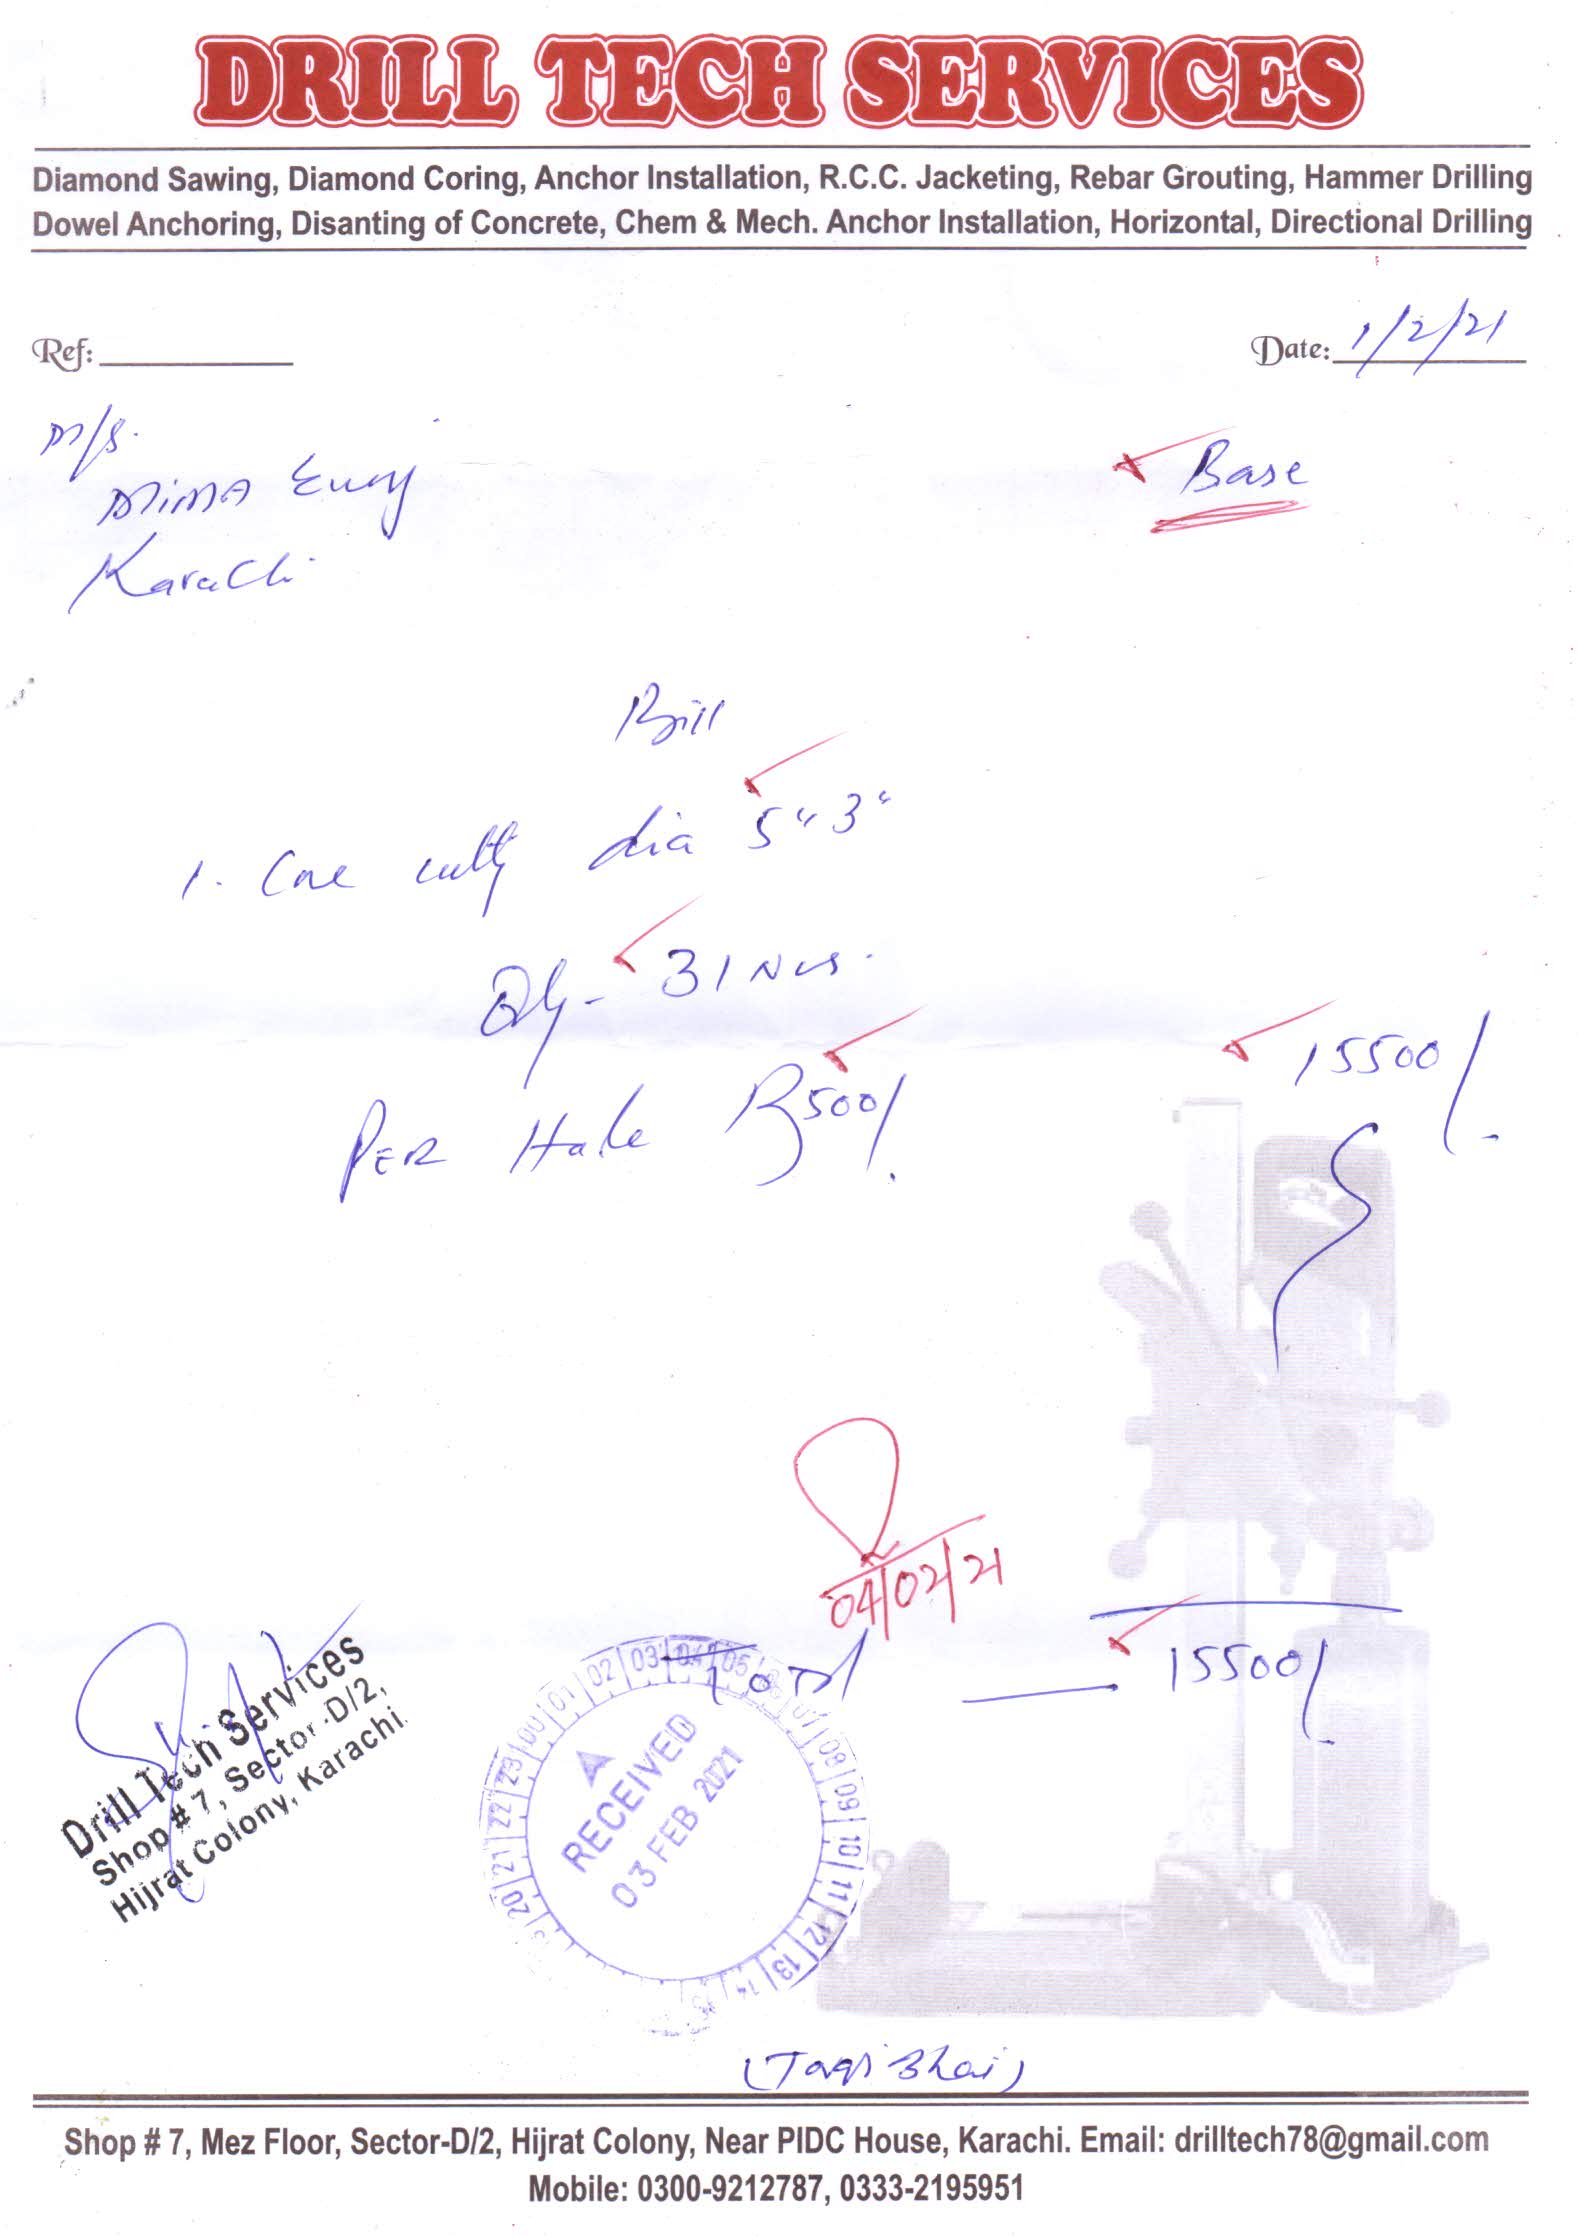 DRILL TECH SERVICES
Diamond Sawing, Diamond Coring, Anchor Installation, R.C.C. Jacketing, Rebar Grouting, Hammer Drilling
Dowel Anchoring, Disanting of Concrete, Chem & Mech. Anchor Installation, Horizontal, Directional Drilling
Ref: Date: 1/2/21
M/S.
Base
Karachi
Bill
1. Core dia 5" 3"
Qty - 31 Nos.
15500/-
PER Hole Rs 500/.
04/02/21
Total 15500/-
Drill Tech Services
Shop # 7, Sector-D/2,
Hijrat Colony, Karachi.
00 01 02 03 04 05 06 07 08 09 10 11 12 13 14 20 21 22 23
RECEIVED
03 FEB 2021
(Taqi Bhai)
Shop # 7, Mez Floor, Sector-D/2, Hijrat Colony, Near PIDC House, Karachi. Email: drilltech78@gmail.com
Mobile: 0300-9212787, 0333-2195951